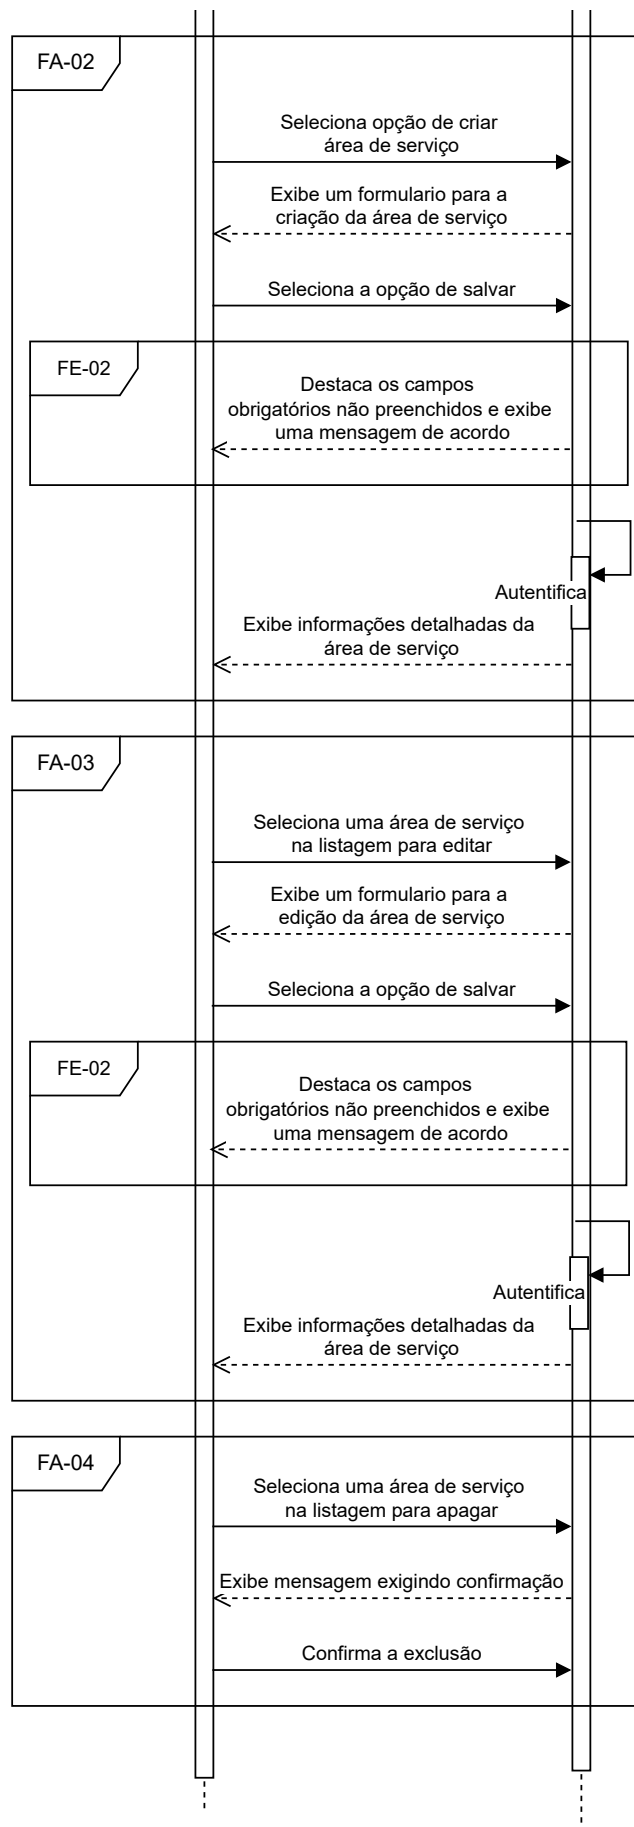 FA-02
Seleciona opção de criar
área de serviço
Exibe um formulario para a
criação da área de serviço
Seleciona a opção de salvar
FE-02
Destaca os campos
obrigatórios não preenchidos e exibe
uma mensagem de acordo
Autentifica
Exibe informações detalhadas da
área de serviço
FA-03
Seleciona uma área de serviço
na listagem para editar
Exibe um formulario para a
edição da área de serviço
Seleciona a opção de salvar
FE-02
Destaca os campos
obrigatórios não preenchidos e exibe
uma mensagem de acordo
Autentifica
Exibe informações detalhadas da
área de serviço
FA-04
Seleciona uma área de serviço
na listagem para apagar
Exibe mensagem exigindo confirmação
Confirma a exclusão